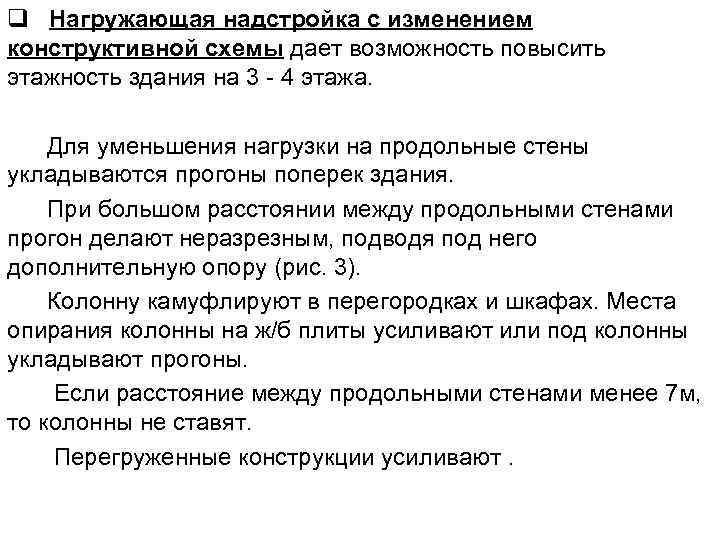 ❑ Нагружающая надстройка с изменением
конструктивной схемы дает возможность повысить
этажность здания на 3 - 4 этажа.
Для уменьшения нагрузки на продольные стены
укладываются прогоны поперек здания.
При большом расстоянии между продольными стенами
прогон делают неразрезным, подводя под него
дополнительную опору (рис. 3).
Колонну камуфлируют в перегородках и шкафах. Места
опирания колонны на ж/б плиты усиливают или под колонны
укладывают прогоны.
Если расстояние между продольными стенами менее 7 м,
то колонны не ставят.
Перегруженные конструкции усиливают .